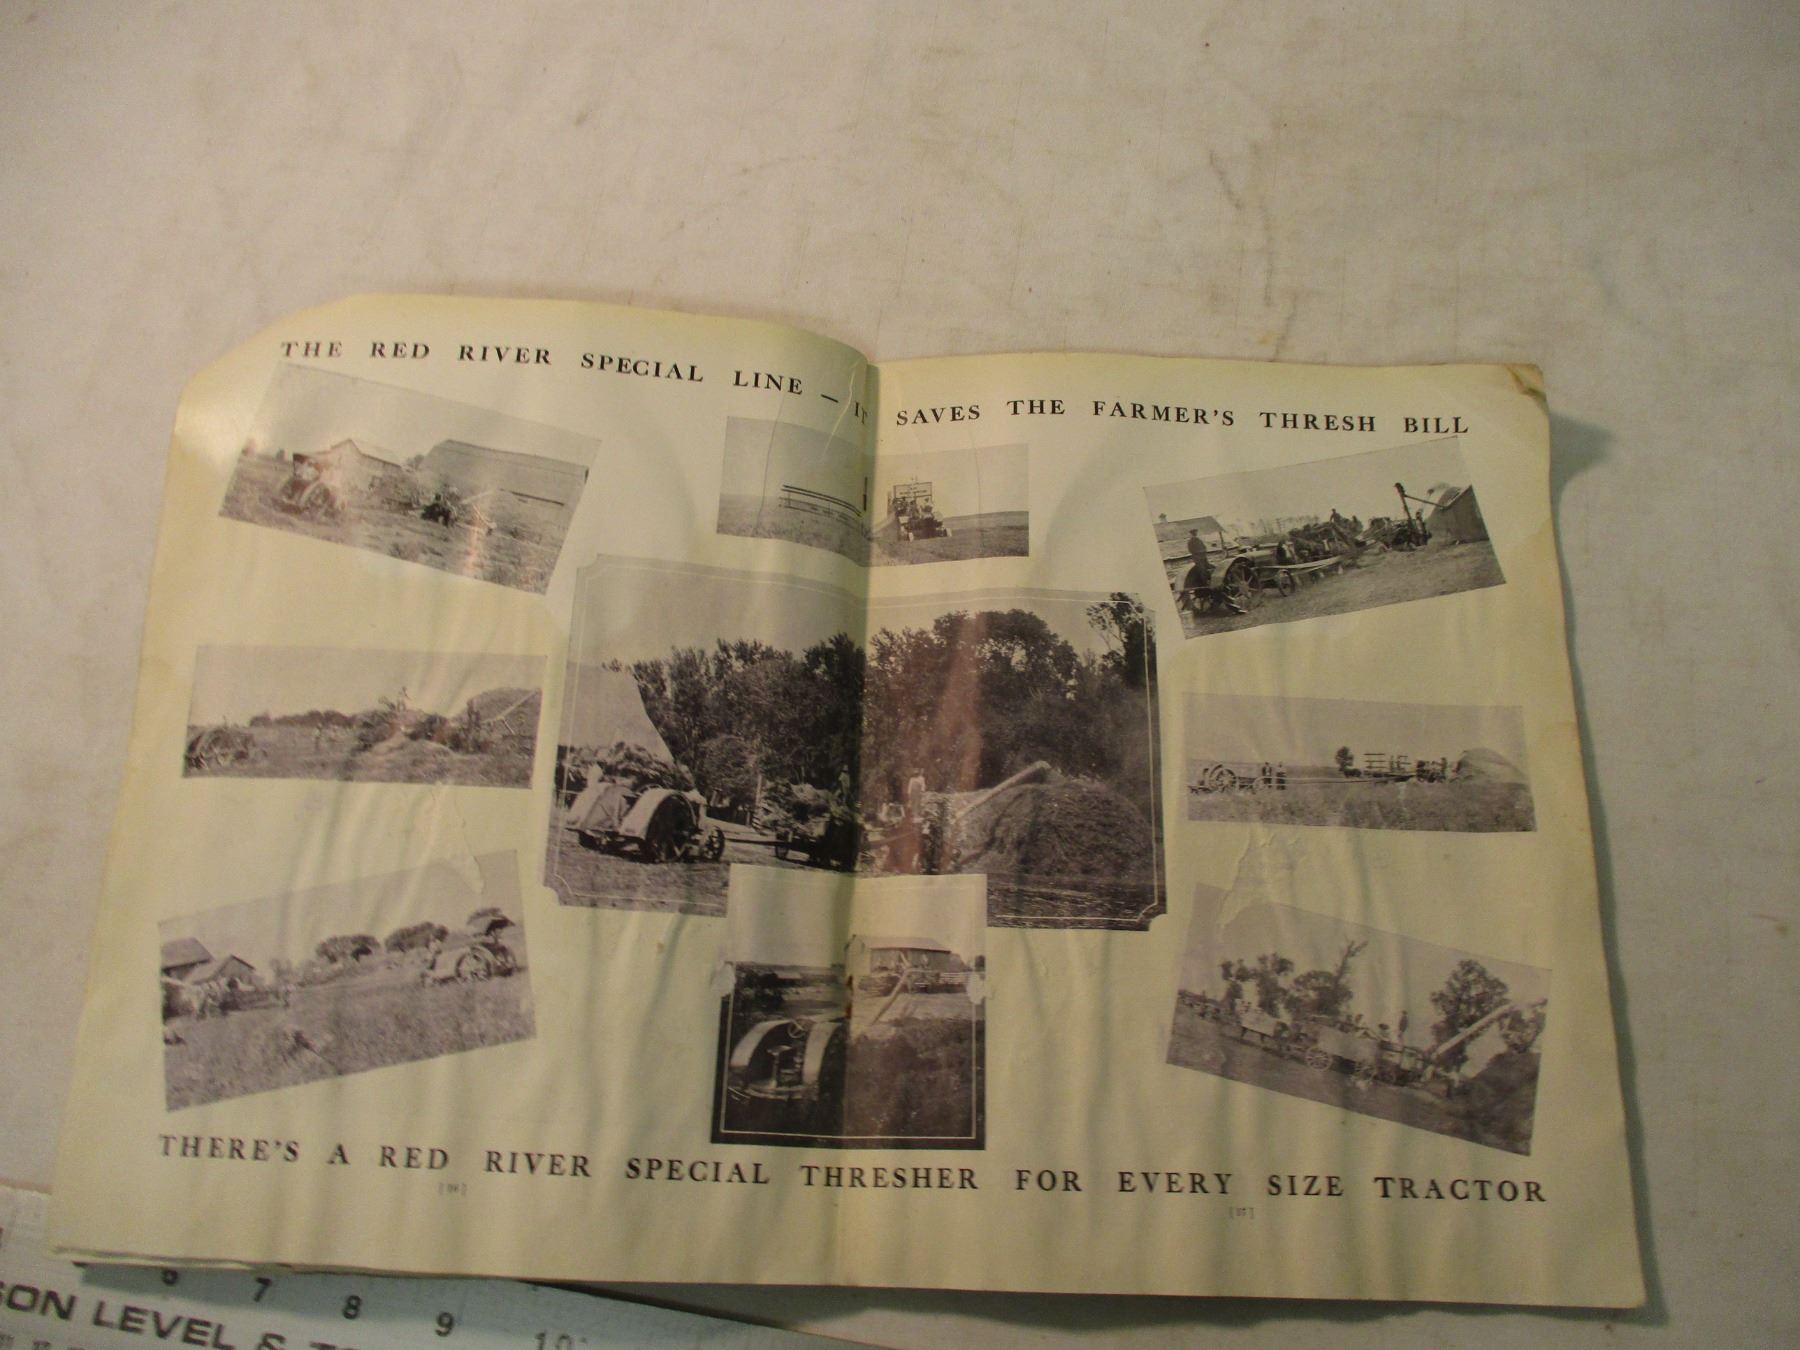 THE RED RIVER SPECIAL LINE — IT SAVES THE FARMER'S THRESH BILL
THERE'S A RED RIVER SPECIAL THRESHER FOR EVERY SIZE TRACTOR
6 7 8 9 10
SON LEVEL &